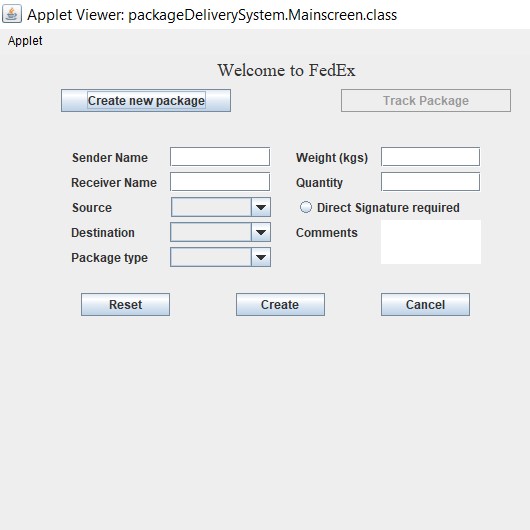 Applet Viewer: packageDeliverySystem.Mainscreen.class
Applet
Welcome to FedEx
Create new package Track Package
Sender Name Weight (kgs)
Receiver Name Quantity
Source Direct Signature required
Destination Comments
Package type
Reset Create Cancel